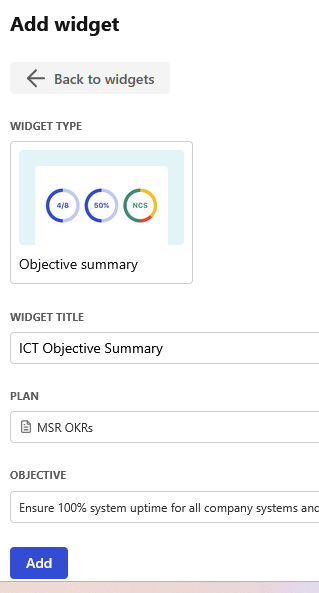 Add widget
Back to widgets
WIDGET TYPE
4/8 50% NCS
Objective summary
WIDGET TITLE
ICT Objective Summary
PLAN
MSR OKRs
OBJECTIVE
Ensure 100% system uptime for all company systems and
Add